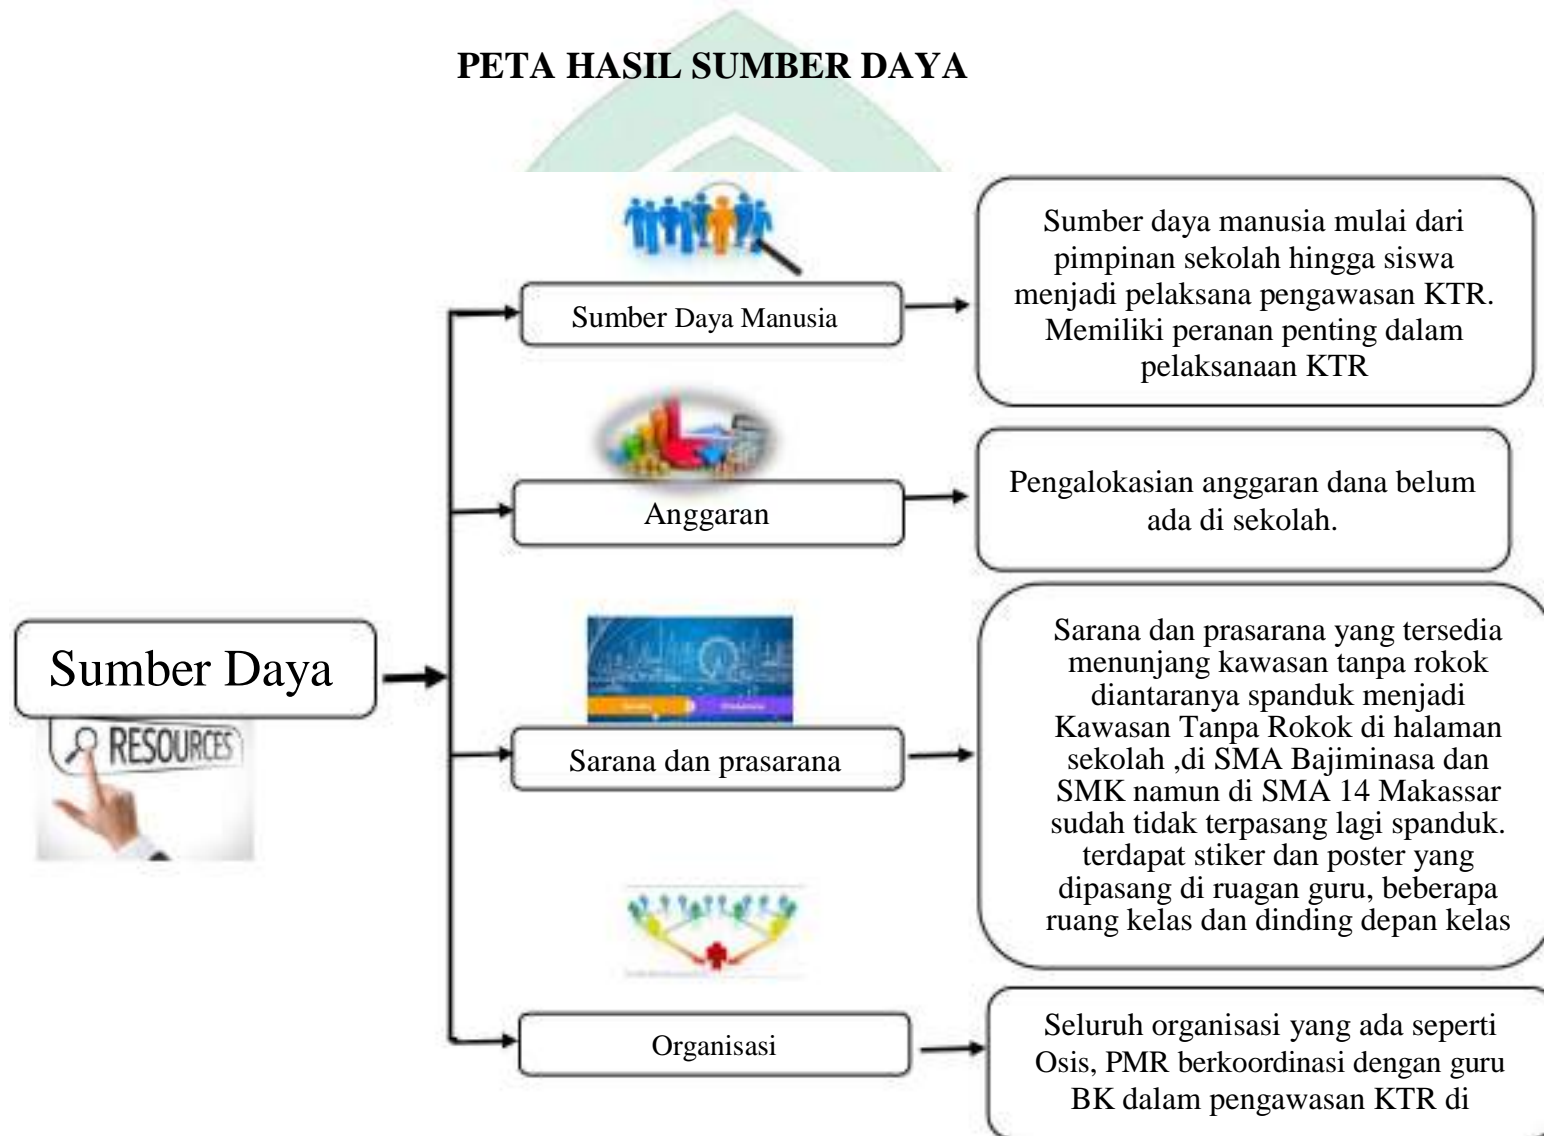 PETA HASIL SUMBER DAYA
Sumber Daya
RESOURCES
Sumber Daya Manusia
Sumber daya manusia mulai dari
pimpinan sekolah hingga siswa
menjadi pelaksana pengawasan KTR.
Memiliki peranan penting dalam
pelaksanaan KTR
Anggaran
Pengalokasian anggaran dana belum
ada di sekolah.
Sarana dan prasarana
Sarana dan prasarana yang tersedia
menunjang kawasan tanpa rokok
diantaranya spanduk menjadi
Kawasan Tanpa Rokok di halaman
sekolah ,di SMA Bajiminasa dan
SMK namun di SMA 14 Makassar
sudah tidak terpasang lagi spanduk.
terdapat stiker dan poster yang
dipasang di ruagan guru, beberapa
ruang kelas dan dinding depan kelas
Organisasi
Seluruh organisasi yang ada seperti
Osis, PMR berkoordinasi dengan guru
BK dalam pengawasan KTR di